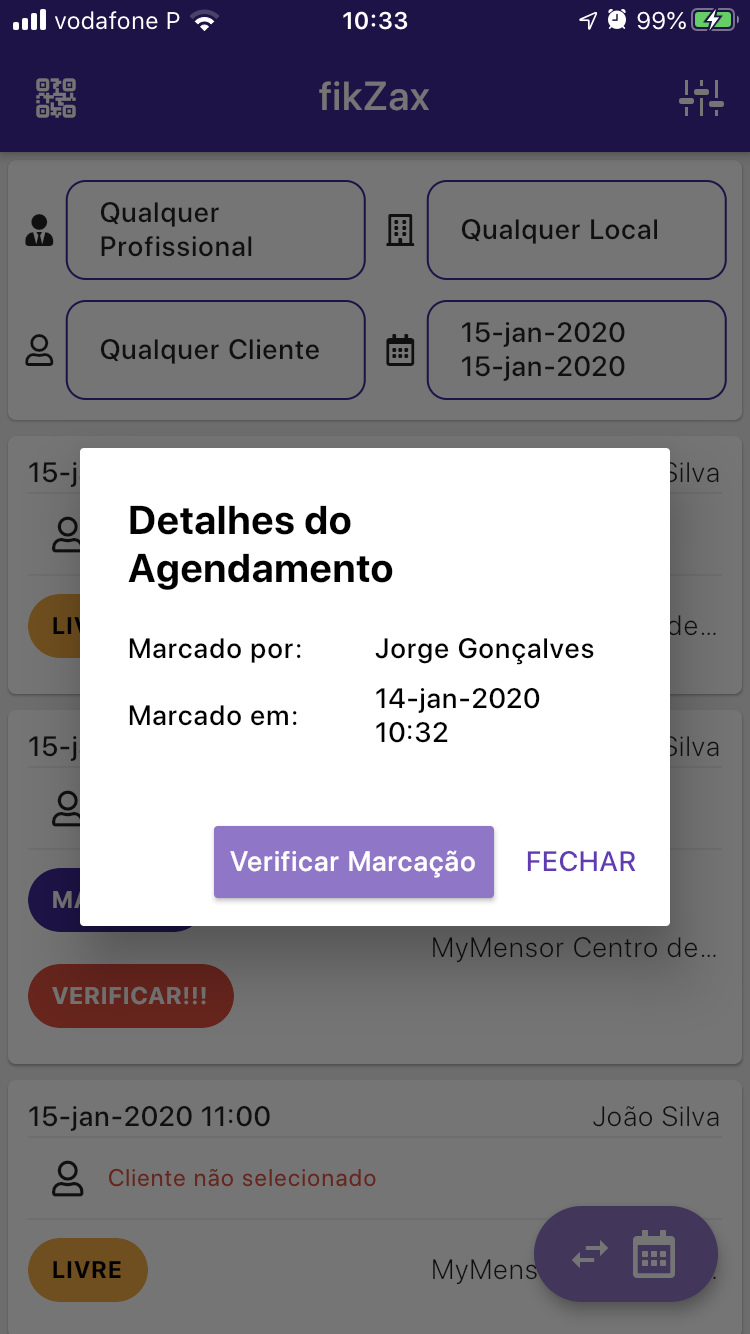 vodafone P 10:33 99%
fikZax
Qualquer
Profissional
Qualquer Local
Qualquer Cliente
15-jan-2020
15-jan-2020
15-j
Silva
Detalhes do
Agendamento
Marcado por: Jorge Gonçalves
Marcado em: 14-jan-2020
10:32
LIV
de...
15-j
Silva
Verificar Marcação FECHAR
MA
MyMensor Centro de...
VERIFICAR!!!
15-jan-2020 11:00 João Silva
Cliente não selecionado
LIVRE
MyMens